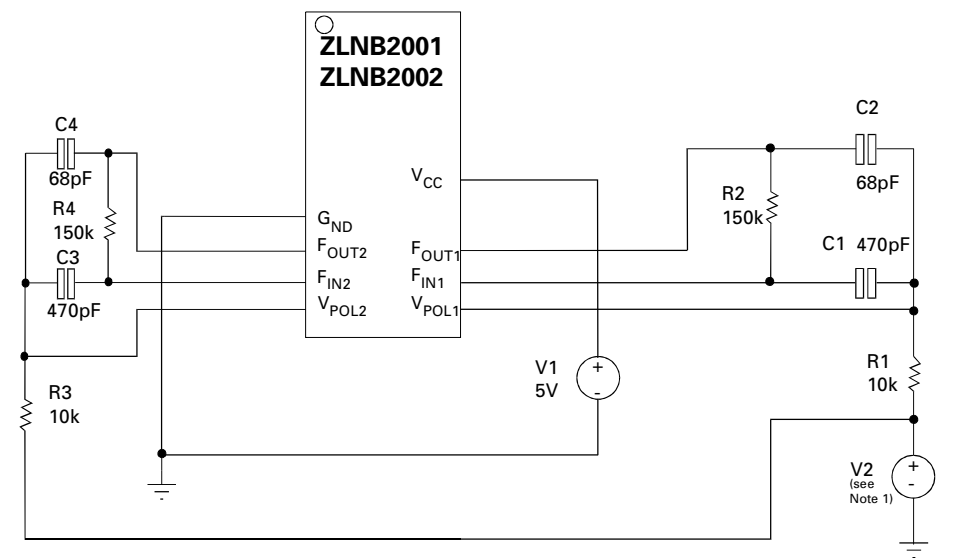 ZLNB2001
ZLNB2002
C4
68pF
R4
150k
C3
470pF
R3
10k
VCC
GND
FOUT2
FIN2
VPOL2
FOUT1
FIN1
VPOL1
V1
5V
+
-
C2
68pF
R2
150k
C1 470pF
R1
10k
V2
(see
Note 1)
+
-